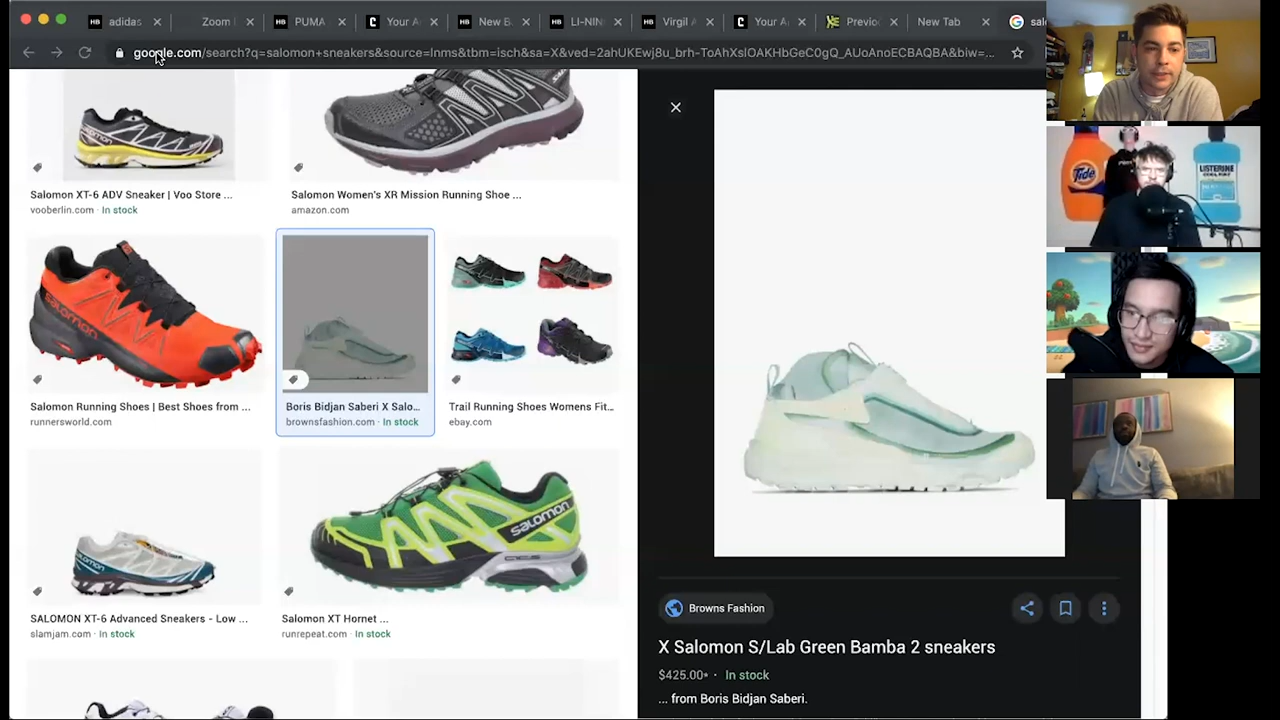 adidas
Zoom
PUMA
Your A
New B
LI-NIN
Virgil A
Your A
Previo
New Tab
google.com/search?q=salomon+sneakers&source=lnms&tbm=isch&sa=X&ved=2ahUKEwj8u_brh-ToAhXslOAKHbGeC0gQ_AUoAnoECBAQBA&biw=...
Salomon XT-6 ADV Sneaker | Voo Store ...
vooberlin.com · In stock
Salomon Women's XR Mission Running Shoe ...
amazon.com
Salomon Running Shoes | Best Shoes from ...
runnersworld.com
Boris Bidjan Saberi X Salo...
brownsfashion.com · In stock
Trail Running Shoes Womens Fit...
ebay.com
SALOMON XT-6 Advanced Sneakers - Low ...
slamjam.com · In stock
SALOMON
Salomon XT Hornet ...
runrepeat.com · In stock
Browns Fashion
X Salomon S/Lab Green Bamba 2 sneakers
$425.00* · In stock
... from Boris Bidjan Saberi.
Tide
LISTERINE